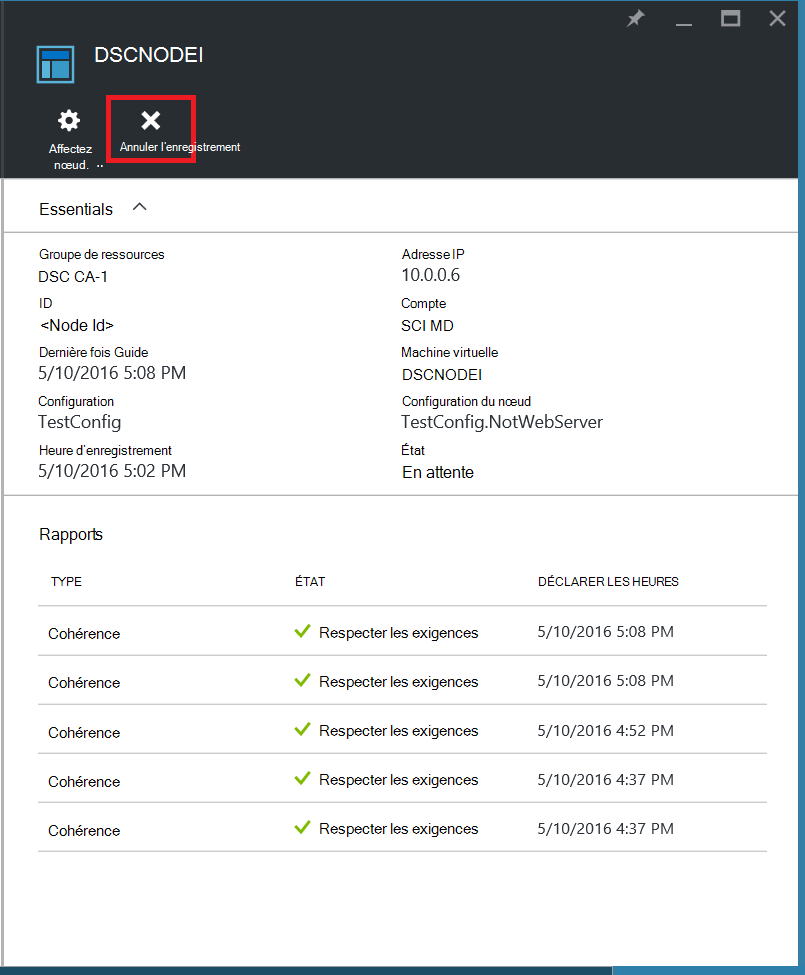 DSCNODEI
Affectez
nœud. ..
Annuler l'enregistrement
Essentials
Groupe de ressources
DSC CA-1
Adresse IP
10.0.0.6
ID
<Node Id>
Compte
SCI MD
Dernière fois Guide
5/10/2016 5:08 PM
Machine virtuelle
DSCNODEI
Configuration
TestConfig
Configuration du nœud
TestConfig.NotWebServer
Heure d'enregistrement
5/10/2016 5:02 PM
État
En attente
Rapports
TYPE ÉTAT DÉCLARER LES HEURES
Cohérence Respecter les exigences 5/10/2016 5:08 PM
Cohérence Respecter les exigences 5/10/2016 5:08 PM
Cohérence Respecter les exigences 5/10/2016 4:52 PM
Cohérence Respecter les exigences 5/10/2016 4:37 PM
Cohérence Respecter les exigences 5/10/2016 4:37 PM